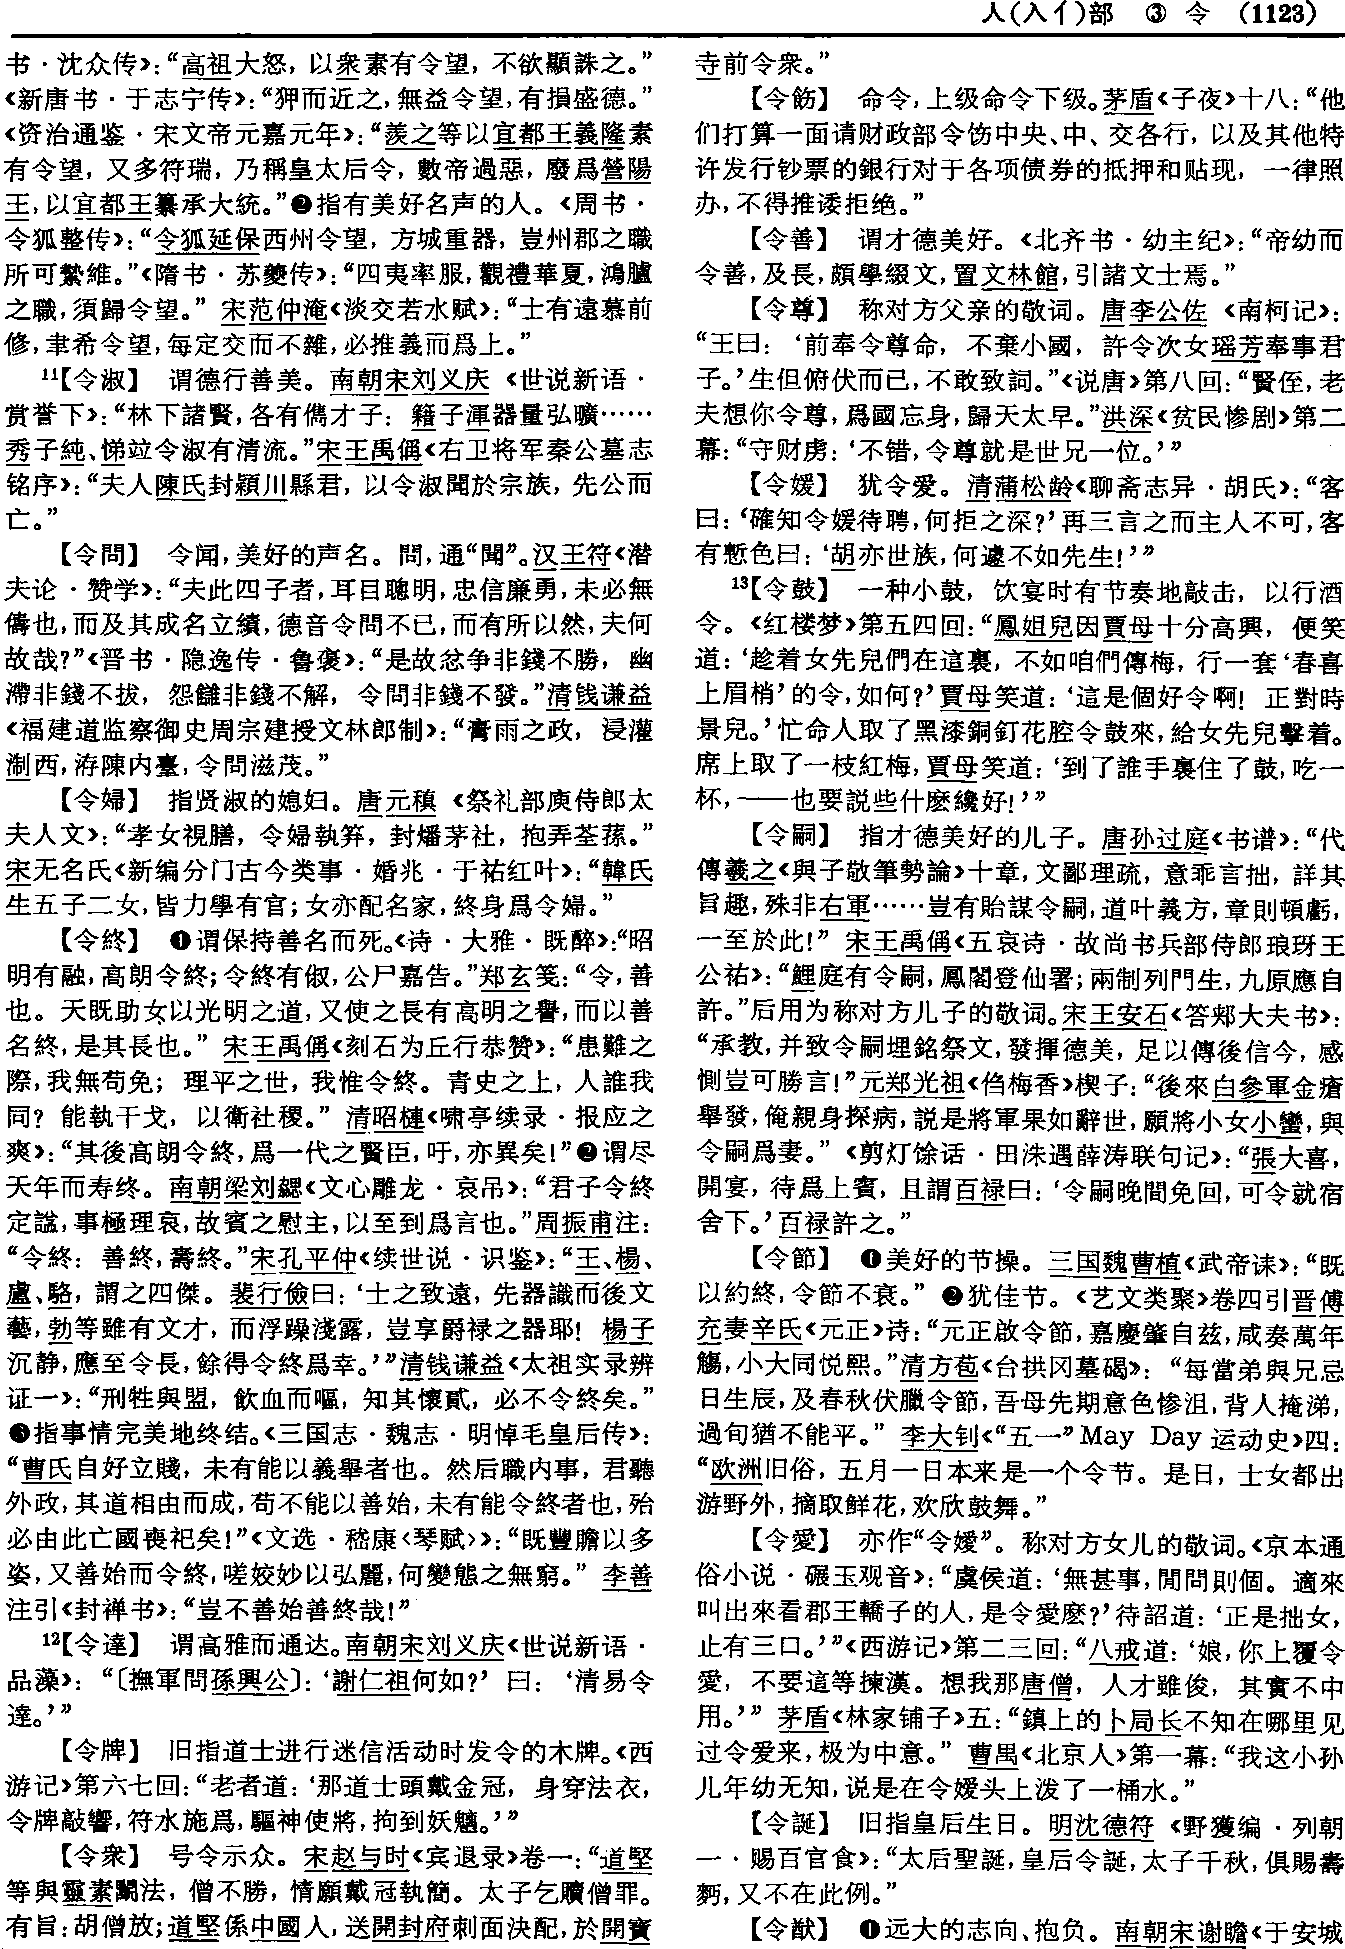 人(入亻)部 ③ 令 (1123)
书·沈众传》：“高祖大怒，以衆素有令望，不欲顯誅之。”
《新唐书·于志宁传》：“狎而近之，無益令望，有損盛德。”
《资治通鉴·宋文帝元嘉元年》：“羨之等以宜都王義隆素
有令望，又多符瑞，乃稱皇太后令，數帝過惡，廢爲營陽
王，以宜都王纂承大統。”❷指有美好名声的人。《周书·
令狐整传》：“令狐延保西州令望，方城重器，豈州郡之職
所可縶維。”《隋书·苏夔传》：“四夷率服，觀禮華夏，鴻臚
之職，須歸令望。” 宋范仲淹《淡交若水赋》：“士有遠慕前
修，聿希令望，每定交而不雜，必推義而爲上。”
¹¹【令淑】 谓德行善美。南朝宋刘义庆《世说新语·
赏誉下》：“林下諸賢，各有儁才子：籍子渾器量弘曠……
秀子純、悌竝令淑有清流。”宋王禹偁《右卫将军秦公墓志
铭序》：“夫人陳氏封潁川縣君，以令淑聞於宗族，先公而
亡。”
【令問】 令闻，美好的声名。問，通“聞”。汉王符《潜
夫论·赞学》：“夫此四子者，耳目聰明，忠信廉勇，未必無
儔也，而及其成名立績，德音令問不已，而有所以然，夫何
故哉？”《晋书·隐逸传·鲁褒》：“是故忿争非錢不勝，幽
滯非錢不拔，怨讎非錢不解，令問非錢不發。”清钱谦益
《福建道监察御史周宗建授文林郎制》：“膏雨之政，浸灌
淛西，洊陳内臺，令問滋茂。”
【令婦】 指贤淑的媳妇。唐元稹《祭礼部庾侍郎太
夫人文》：“孝女視膳，令婦執笲，封燔茅社，抱弄荃蓀。”
宋无名氏《新编分门古今类事·婚兆·于祐红叶》：“韓氏
生五子二女，皆力學有官；女亦配名家，終身爲令婦。”
【令終】 ❶谓保持善名而死。《诗·大雅·既醉》：“昭
明有融，高朗令終；令終有俶，公尸嘉告。”郑玄笺：“令，善
也。天既助女以光明之道，又使之長有高明之譽，而以善
名終，是其長也。” 宋王禹偁《刻石为丘行恭赞》：“患難之
際，我無苟免；理平之世，我惟令終。青史之上，人誰我
同？能執干戈，以衛社稷。” 清昭槤《啸亭续录·报应之
爽》：“其後高朗令終，爲一代之賢臣，吁，亦異矣！”❷谓尽
天年而寿终。南朝梁刘勰《文心雕龙·哀吊》：“君子令終
定諡，事極理哀，故賓之慰主，以至到爲言也。”周振甫注：
“令終：善終，壽終。”宋孔平仲《续世说·识鉴》：“王、楊、
盧、駱，謂之四傑。裴行儉曰：‘士之致遠，先器識而後文
藝，勃等雖有文才，而浮躁淺露，豈享爵禄之器耶！楊子
沉静，應至令長，餘得令終爲幸。’”清钱谦益《太祖实录辨
证一》：“刑牲與盟，飲血而嘔，知其懷貳，必不令終矣。”
❸指事情完美地终结。《三国志·魏志·明悼毛皇后传》：
“曹氏自好立賤，未有能以義舉者也。然后職内事，君聽
外政，其道相由而成，苟不能以善始，未有能令終者也，殆
必由此亡國喪祀矣！”《文选·嵇康〈琴赋〉》：“既豐贍以多
姿，又善始而令終，嗟姣妙以弘麗，何變態之無窮。” 李善
注引《封禅书》：“豈不善始善終哉！”
¹²【令達】 谓高雅而通达。南朝宋刘义庆《世说新语·
品藻》：“〔撫軍問孫興公〕：‘謝仁祖何如？’曰：‘清易令
達。’”
【令牌】 旧指道士进行迷信活动时发令的木牌。《西
游记》第六七回：“老者道：‘那道士頭戴金冠，身穿法衣，
令牌敲響，符水施爲，驅神使將，拘到妖魑。’”
【令衆】 号令示众。宋赵与时《宾退录》卷一：“道堅
等與靈素鬭法，僧不勝，情願戴冠執簡。太子乞贖僧罪。
有旨：胡僧放；道堅係中國人，送開封府刺面決配，於開寳
寺前令衆。”
【令飭】 命令，上级命令下级。茅盾《子夜》十八：“他
们打算一面请财政部令饬中央、中、交各行，以及其他特
许发行钞票的銀行对于各项债券的抵押和贴现，一律照
办，不得推诿拒绝。”
【令善】 谓才德美好。《北齐书·幼主纪》：“帝幼而
令善，及長，頗學綴文，置文林館，引諸文士焉。”
【令尊】 称对方父亲的敬词。唐李公佐《南柯记》：
“王曰：‘前奉令尊命，不棄小國，許令次女瑶芳奉事君
子。’生但俯伏而已，不敢致詞。”《说唐》第八回：“賢侄，老
夫想你令尊，爲國忘身，歸天太早。”洪深《贫民惨剧》第二
幕：“守财虏：‘不错，令尊就是世兄一位。’”
【令媛】 犹令爱。清蒲松龄《聊斋志异·胡氏》：“客
曰：‘確知令媛待聘，何拒之深？’再三言之而主人不可，客
有慙色曰：‘胡亦世族，何遽不如先生！’”
¹³【令鼓】 一种小鼓，饮宴时有节奏地敲击，以行酒
令。《红楼梦》第五四回：“鳳姐兒因賈母十分高興，便笑
道：‘趁着女先兒們在這裏，不如咱們傳梅，行一套‘春喜
上眉梢’的令，如何？’賈母笑道：‘這是個好令啊！正對時
景兒。’忙命人取了黑漆銅釘花腔令鼓來，給女先兒擊着。
席上取了一枝紅梅，賈母笑道：‘到了誰手裏住了鼓，吃一
杯，——也要説些什麽纔好！’”
【令嗣】 指才德美好的儿子。唐孙过庭《书谱》：“代
傳羲之《與子敬筆勢論》十章，文鄙理疏，意乖言拙，詳其
旨趣，殊非右軍……豈有貽謀令嗣，道叶義方，章則頓虧，
一至於此！” 宋王禹偁《五哀诗·故尚书兵部侍郎琅玡王
公祐》：“鯉庭有令嗣，鳳閣登仙署；兩制列門生，九原應自
許。”后用为称对方儿子的敬词。宋王安石《答郏大夫书》：
“承教，并致令嗣埋銘祭文，發揮德美，足以傳後信今，感
惻豈可勝言！”元郑光祖《㑇梅香》楔子：“後來白參軍金瘡
舉發，俺親身探病，説是將軍果如辭世，願將小女小蠻，與
令嗣爲妻。” 《剪灯馀话·田洙遇薛涛联句记》：“張大喜，
開宴，待爲上賓，且謂百禄曰：‘令嗣晚間免回，可令就宿
舍下。’百禄許之。”
【令節】 ❶美好的节操。三国魏曹植《武帝诔》：“既
以約終，令節不衰。” ❷犹佳节。《艺文类聚》卷四引晋傅
充妻辛氏《元正》诗：“元正啟令節，嘉慶肇自兹，咸奏萬年
觴，小大同悦熙。”清方苞《台拱冈墓碣》：“每當弟與兄忌
日生辰，及春秋伏臘令節，吾母先期意色惨沮，背人掩涕，
過旬猶不能平。” 李大钊《“五一”May Day运动史》四：
“欧洲旧俗，五月一日本来是一个令节。是日，士女都出
游野外，摘取鲜花，欢欣鼓舞。”
【令愛】 亦作“令嫒”。称对方女儿的敬词。《京本通
俗小说·碾玉观音》：“虞侯道：‘無甚事，閒問則個。適來
叫出來看郡王轎子的人，是令愛麽？’待詔道：‘正是拙女，
止有三口。’”《西游记》第二三回：“八戒道：‘娘，你上覆令
愛，不要這等揀漢。想我那唐僧，人才雖俊，其實不中
用。’” 茅盾《林家铺子》五：“鎮上的卜局长不知在哪里见
过令爱来，极为中意。” 曹禺《北京人》第一幕：“我这小孙
儿年幼无知，说是在令嫒头上泼了一桶水。”
【令誕】 旧指皇后生日。明沈德符《野獲编·列朝
一·赐百官食》：“太后聖誕，皇后令誕，太子千秋，俱賜壽
麪，又不在此例。”
【令猷】 ❶远大的志向、抱负。南朝宋谢瞻《于安城